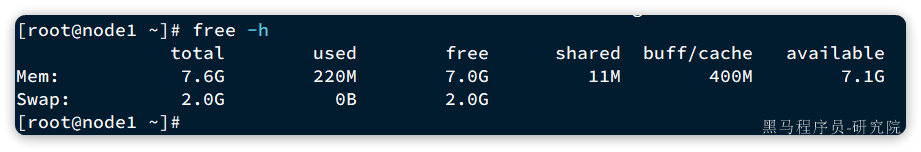 [root@node1 ~]# free -h
total used free shared buff/cache available
Mem: 7.6G 220M 7.0G 11M 400M 7.1G
Swap: 2.0G 0B 2.0G
[root@node1 ~]#
黑马程序员-研究院